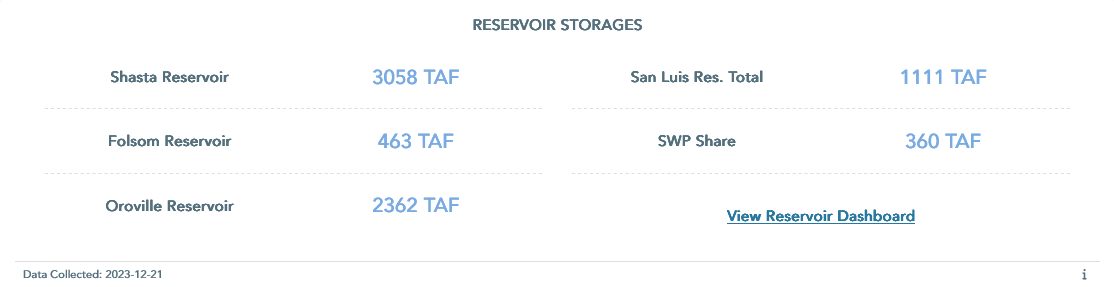 RESERVOIR STORAGES
Shasta Reservoir 3058 TAF
Folsom Reservoir 463 TAF
Oroville Reservoir 2362 TAF
San Luis Res. Total 1111 TAF
SWP Share 360 TAF
View Reservoir Dashboard
Data Collected: 2023-12-21 i